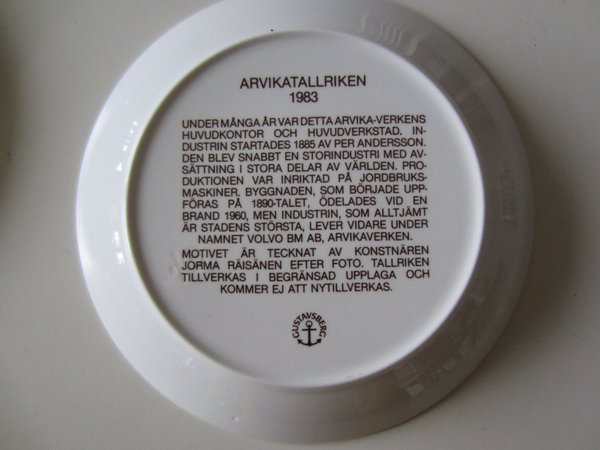 ARVIKATALLRIKEN
1983
UNDER MÅNGA ÅR VAR DETTA ARVIKA-VERKENS
HUVUDKONTOR OCH HUVUDVERKSTAD. IN-
DUSTRIN STARTADES 1885 AV PER ANDERSSON.
DEN BLEV SNABBT EN STORINDUSTRI MED AV-
SÄTTNING I STORA DELAR AV VÄRLDEN. PRO-
DUKTIONEN VAR INRIKTAD PÅ JORDBRUKS-
MASKINER. BYGGNADEN, SOM BÖRJADE UPP-
FÖRAS PÅ 1890-TALET, ÖDELADES VID EN
BRAND 1960, MEN INDUSTRIN, SOM ALLTJÄMT
ÄR STADENS STÖRSTA, LEVER VIDARE UNDER
NAMNET VOLVO BM AB, ARVIKAVERKEN.
MOTIVET ÄR TECKNAT AV KONSTNÄREN
JORMA RÄISÄNEN EFTER FOTO. TALLRIKEN
TILLVERKAS I BEGRÄNSAD UPPLAGA OCH
KOMMER EJ ATT NYTILLVERKAS.
GUSTAVSBERG